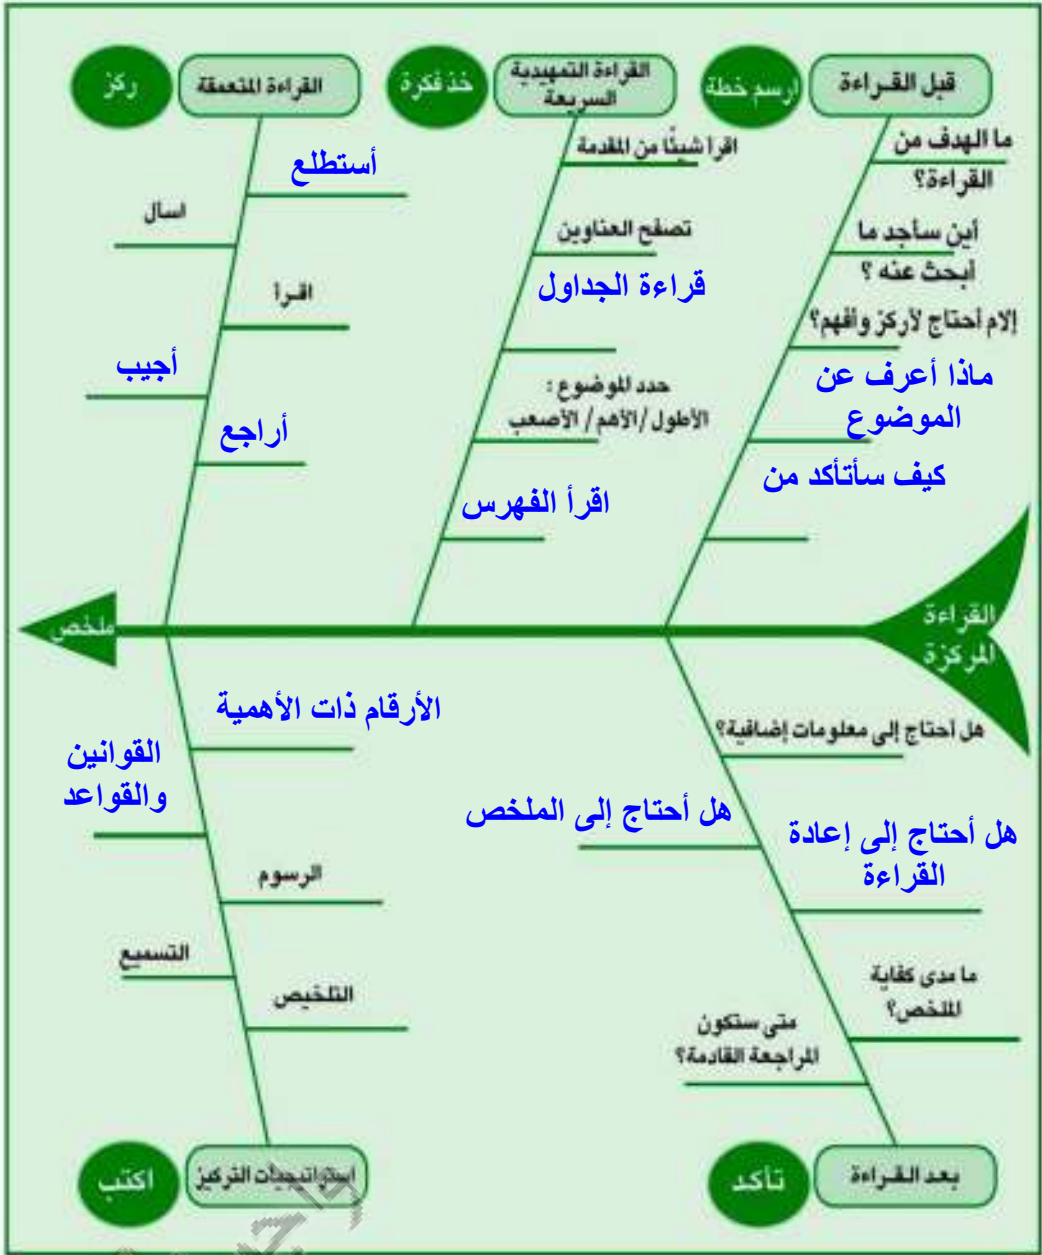 قبل القراءة
ارسم خطة
القراءة التمهيدية
السريعة
خذ فكرة
القراءة المتعمقة
ركز
ما الهدف من
القراءة؟
أين سأجد ما
أبحث عنه ؟
إلام أحتاج لأركز وأفهم؟
ماذا أعرف عن
الموضوع
كيف سأتأكد من
اقرا شيئًا من المقدمة
تصفح العناوين
قراءة الجداول
حدد الموضوع :
الأطول / الأهم / الأصعب
اقرأ الفهرس
أستطلع
اسأل
اقرأ
أجيب
أراجع
القراءة
المركزة
ملخص
هل أحتاج إلى معلومات إضافية؟
هل أحتاج إلى الملخص
هل أحتاج إلى إعادة
القراءة
ما مدى كفاية
الملخص؟
متى ستكون
المراجعة القادمة؟
الأرقام ذات الأهمية
القوانين
والقواعد
الرسوم
التسميع
التلخيص
بعد القراءة
تأكد
استراتيجيات التركيز
اكتب